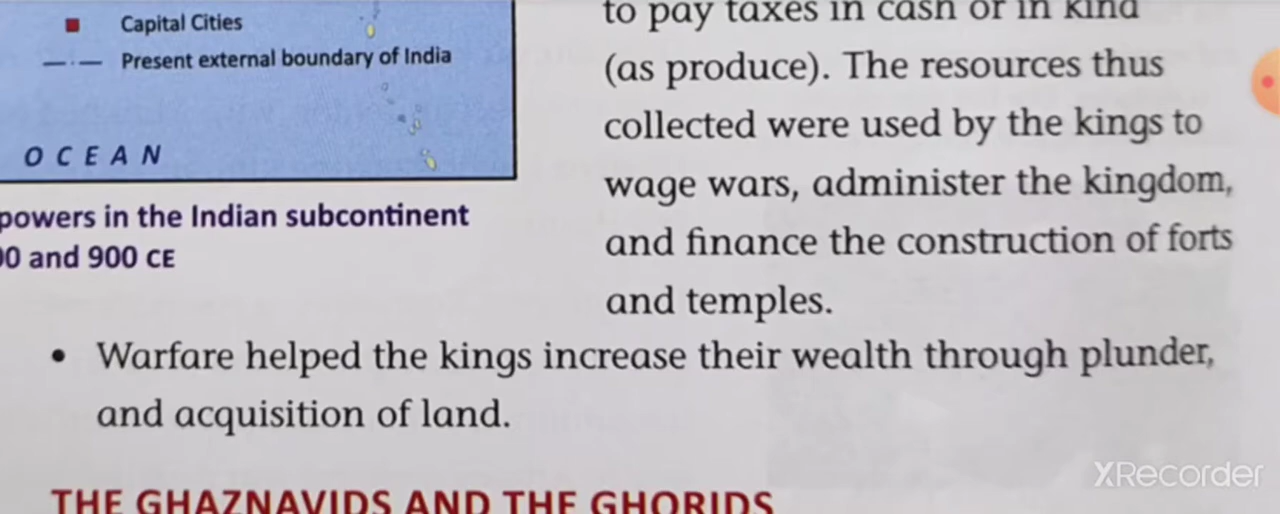 Capital Cities
Present external boundary of India
OCEAN
powers in the Indian subcontinent
00 and 900 CE
to pay taxes in cash or in kind
(as produce). The resources thus
collected were used by the kings to
wage wars, administer the kingdom,
and finance the construction of forts
and temples.
• Warfare helped the kings increase their wealth through plunder,
and acquisition of land.
THE GHAZNAVIDS AND THE GHORIDS
XRecorder